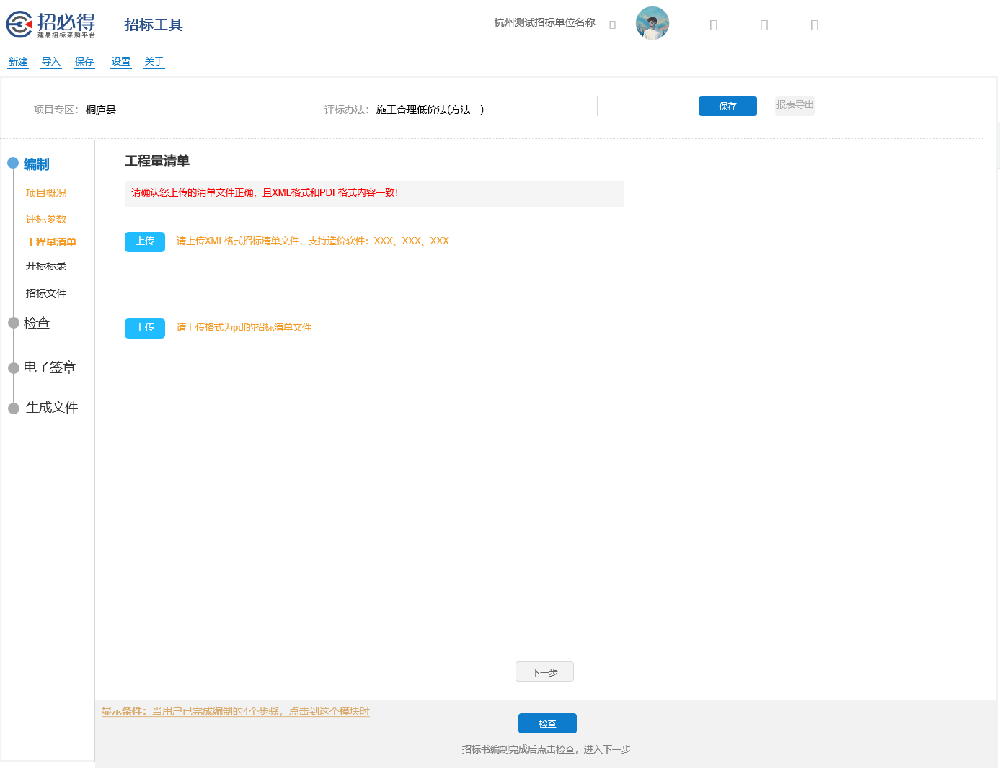 招必得
建易招标采购平台
招标工具
杭州测试招标单位名称
新建 导入 保存 设置 关于
项目专区： 桐庐县
评标办法： 施工合理低价法(方法一)
保存
报表导出
编制
项目概况
评标参数
工程量清单
开标标录
招标文件
检查
电子签章
生成文件
工程量清单
请确认您上传的清单文件正确，且XML格式和PDF格式内容一致！
上传 请上传XML格式招标清单文件，支持造价软件：XXX、XXX、XXX
上传 请上传格式为pdf的招标清单文件
下一步
显示条件：当用户已完成编制的4个步骤，点击到这个模块时
检查
招标书编制完成后点击检查，进入下一步